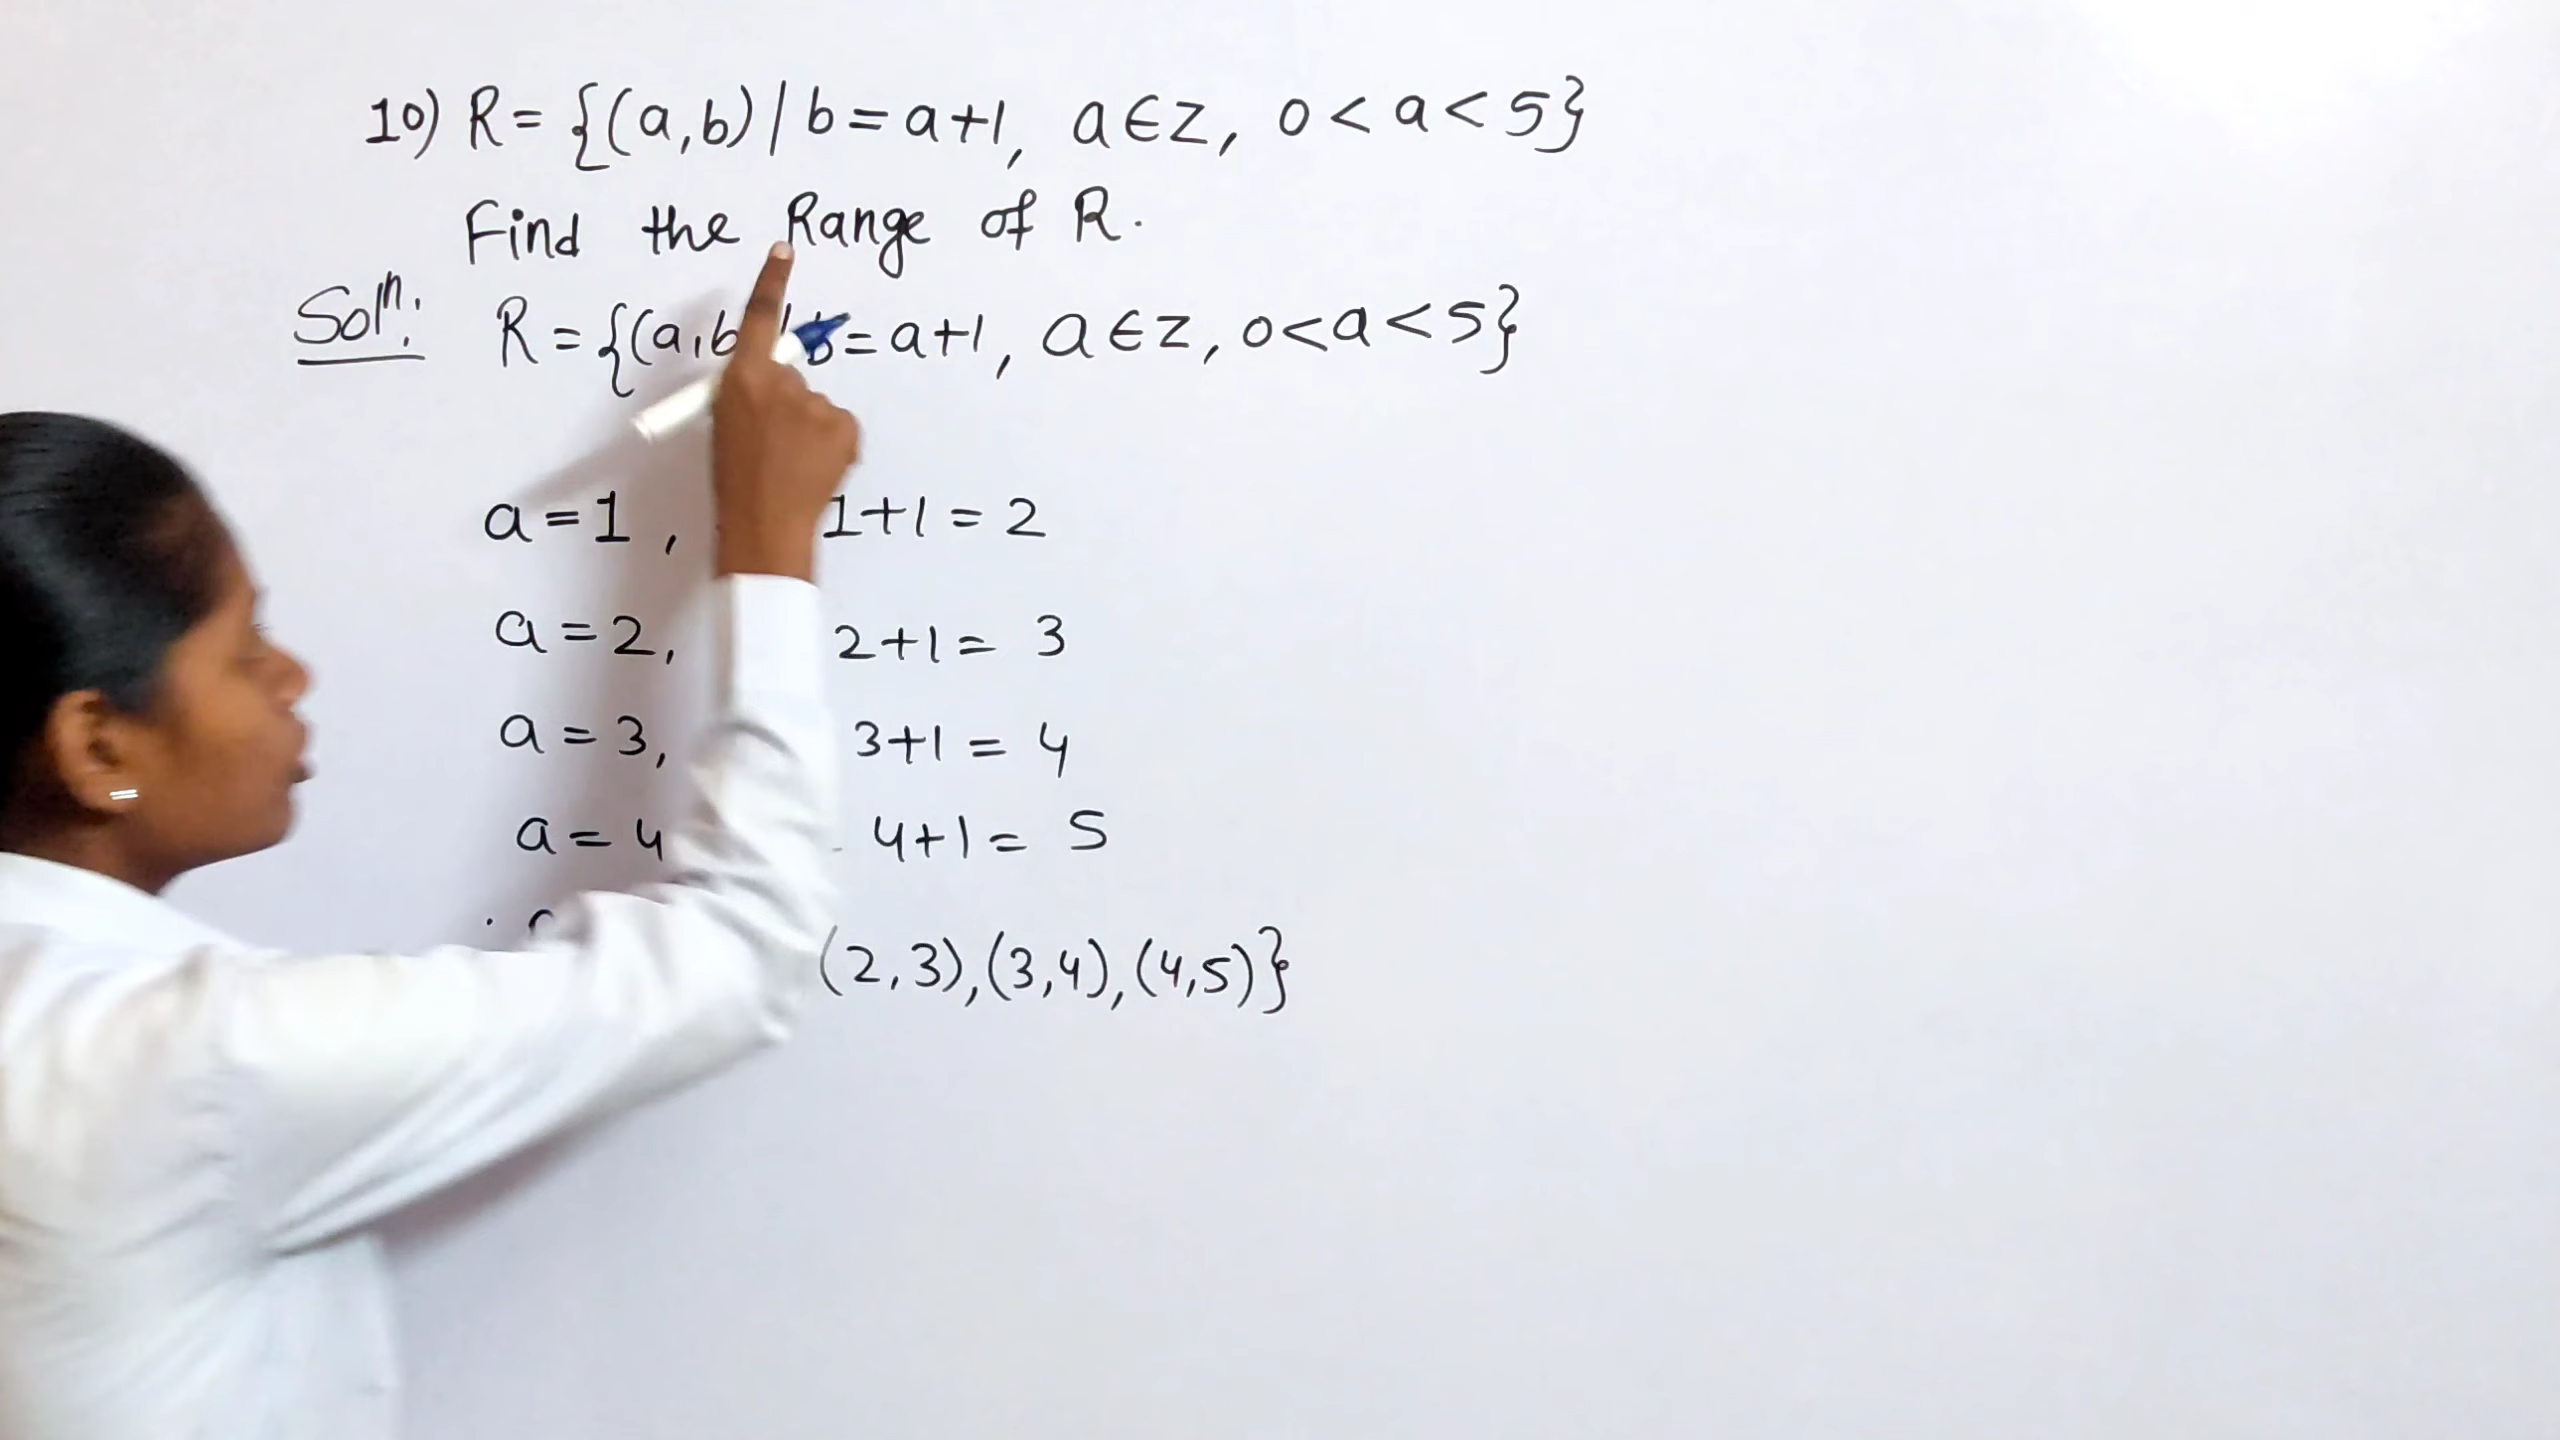 10) R = {(a,b) / b = a+1, a∈Z, 0 < a < 5}
Find the Range of R.
Solⁿ: R = {(a,b / b = a+1, a∈Z, 0<a<5}
a = 1, 1+1 = 2
a = 2, 2+1 = 3
a = 3, 3+1 = 4
a = 4 4+1 = 5
(2,3),(3,4),(4,5)}